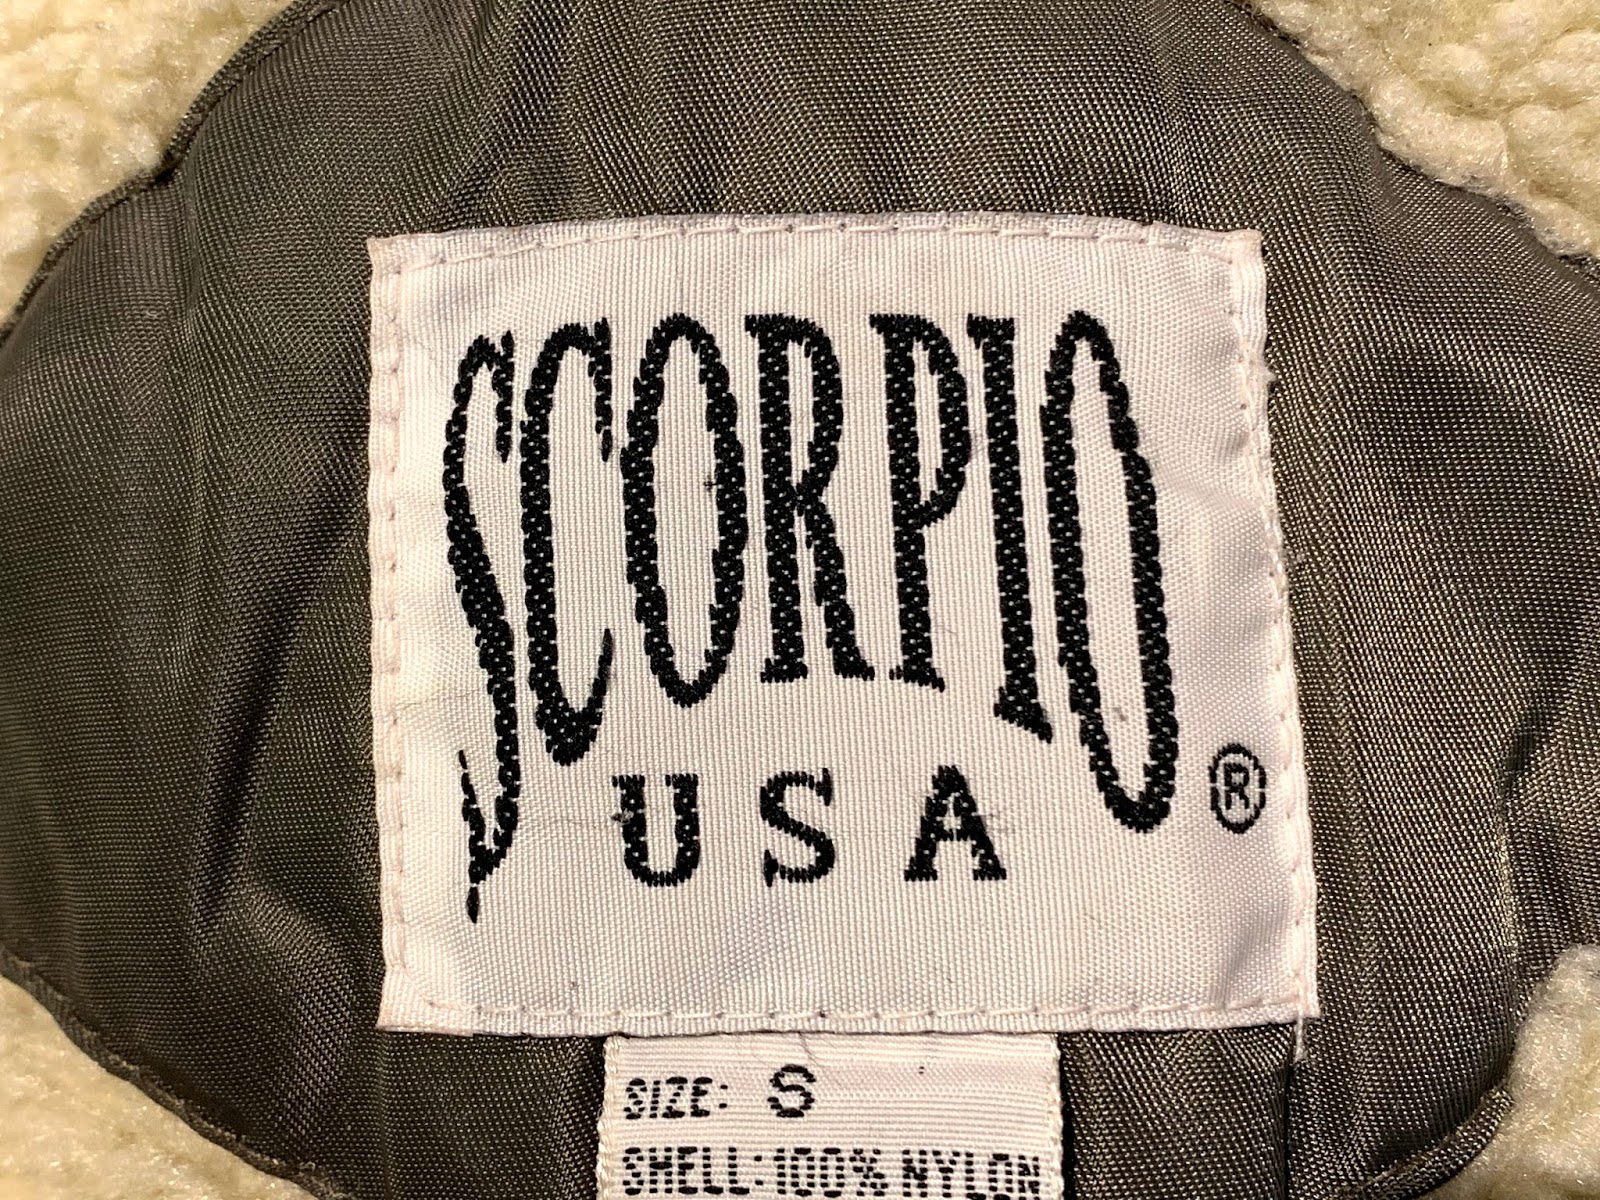 SCORPIO
USA ®
SIZE: S
SHELL:100% NYLON